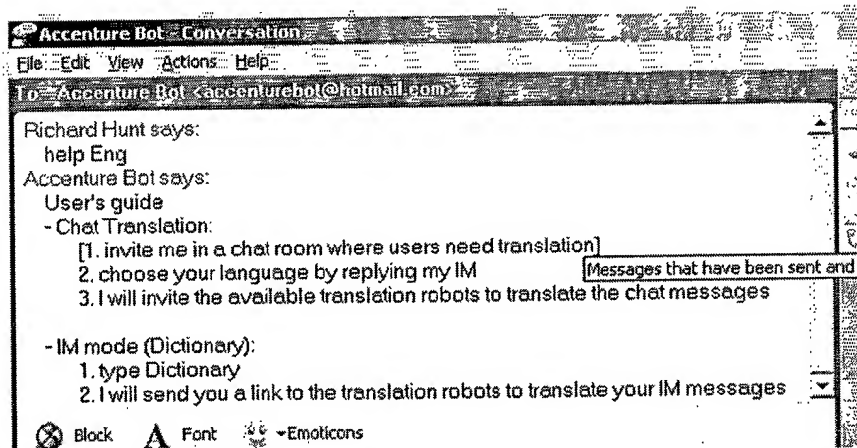 Accenture Bot - Conversation
File Edit View Actions Help
To: Accenture Bot <accenturebot@hotmail.com>
Richard Hunt says:
help Eng
Accenture Bot says:
User's guide
- Chat Translation:
[1. invite me in a chat room where users need translation]
2. choose your language by replying my IM
Messages that have been sent and
3. I will invite the available translation robots to translate the chat messages
- IM mode (Dictionary):
1. type Dictionary
2. I will send you a link to the translation robots to translate your IM messages
Block Font Emoticons